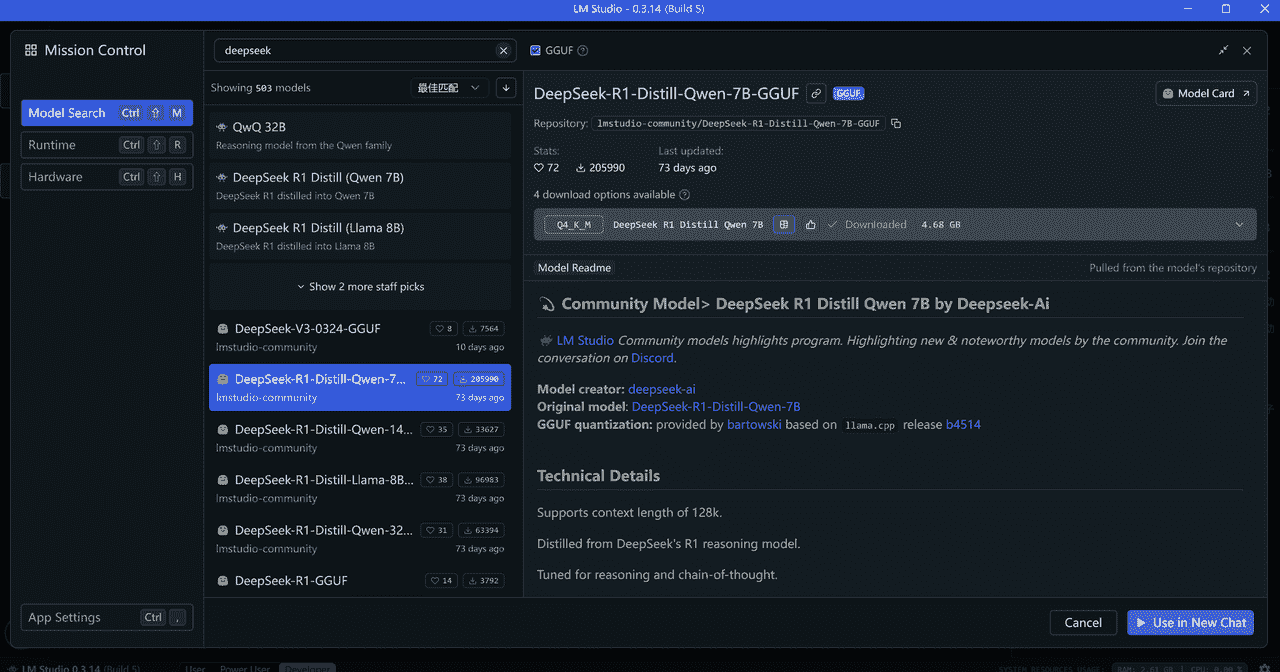 LM Studio - 0.3.14 (Build 5)
Mission Control
Model Search Ctrl ⇧ M
Runtime Ctrl ⇧ R
Hardware Ctrl ⇧ H
App Settings Ctrl ,
deepseek
Showing 503 models 最佳匹配
QwQ 32B
Reasoning model from the Qwen family
DeepSeek R1 Distill (Qwen 7B)
DeepSeek R1 distilled into Qwen 7B
DeepSeek R1 Distill (Llama 8B)
DeepSeek R1 distilled into Llama 8B
Show 2 more staff picks
DeepSeek-V3-0324-GGUF 8 7564
lmstudio-community 10 days ago
DeepSeek-R1-Distill-Qwen-7... 72 205990
lmstudio-community 73 days ago
DeepSeek-R1-Distill-Qwen-14... 35 33627
lmstudio-community 73 days ago
DeepSeek-R1-Distill-Llama-8B... 38 96983
lmstudio-community 73 days ago
DeepSeek-R1-Distill-Qwen-32... 31 63394
lmstudio-community 73 days ago
DeepSeek-R1-GGUF 14 3792
GGUF
DeepSeek-R1-Distill-Qwen-7B-GGUF GGUF Model Card ↗
Repository: lmstudio-community/DeepSeek-R1-Distill-Qwen-7B-GGUF
Stats: Last updated:
72 205990 73 days ago
4 download options available
Q4_K_M DeepSeek R1 Distill Qwen 7B Downloaded 4.68 GB
Model Readme Pulled from the model's repository
Community Model> DeepSeek R1 Distill Qwen 7B by Deepseek-Ai
LM Studio Community models highlights program. Highlighting new & noteworthy models by the community. Join the
conversation on Discord.
Model creator: deepseek-ai
Original model: DeepSeek-R1-Distill-Qwen-7B
GGUF quantization: provided by bartowski based on llama.cpp release b4514
Technical Details
Supports context length of 128k.
Distilled from DeepSeek's R1 reasoning model.
Tuned for reasoning and chain-of-thought.
Cancel Use in New Chat
LM Studio 0.3.14 (Build 5) User Power User Developer SYSTEM RESOURCES USAGE: RAM: 2.61 GB | CPU: 0.00 %